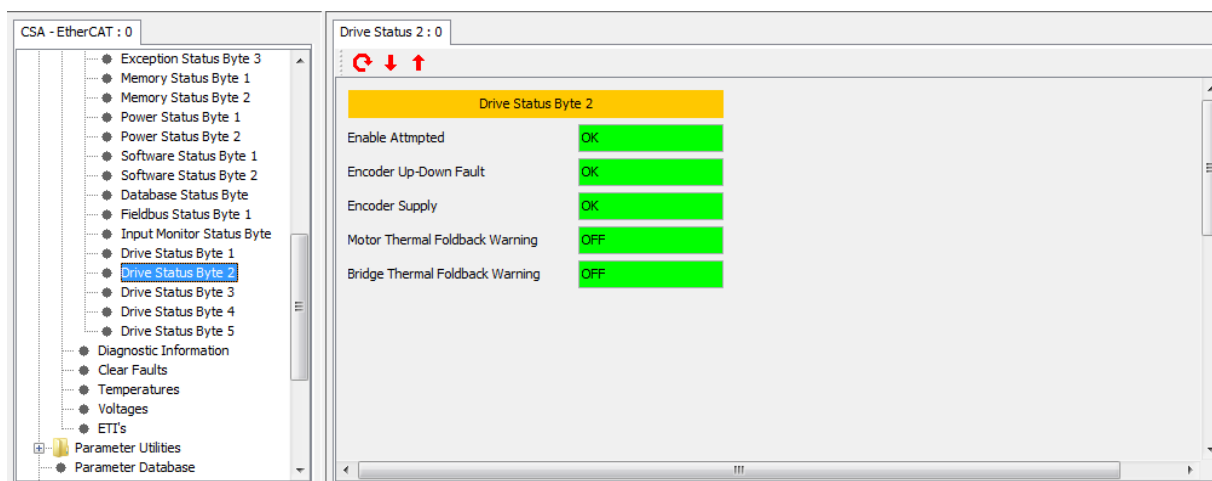 CSA - EtherCAT : 0
Exception Status Byte 3
Memory Status Byte 1
Memory Status Byte 2
Power Status Byte 1
Power Status Byte 2
Software Status Byte 1
Software Status Byte 2
Database Status Byte
Fieldbus Status Byte 1
Input Monitor Status Byte
Drive Status Byte 1
Drive Status Byte 2
Drive Status Byte 3
Drive Status Byte 4
Drive Status Byte 5
Diagnostic Information
Clear Faults
Temperatures
Voltages
ETI's
Parameter Utilities
Parameter Database
Drive Status 2 : 0
Drive Status Byte 2
Enable Attmpted OK
Encoder Up-Down Fault OK
Encoder Supply OK
Motor Thermal Foldback Warning OFF
Bridge Thermal Foldback Warning OFF